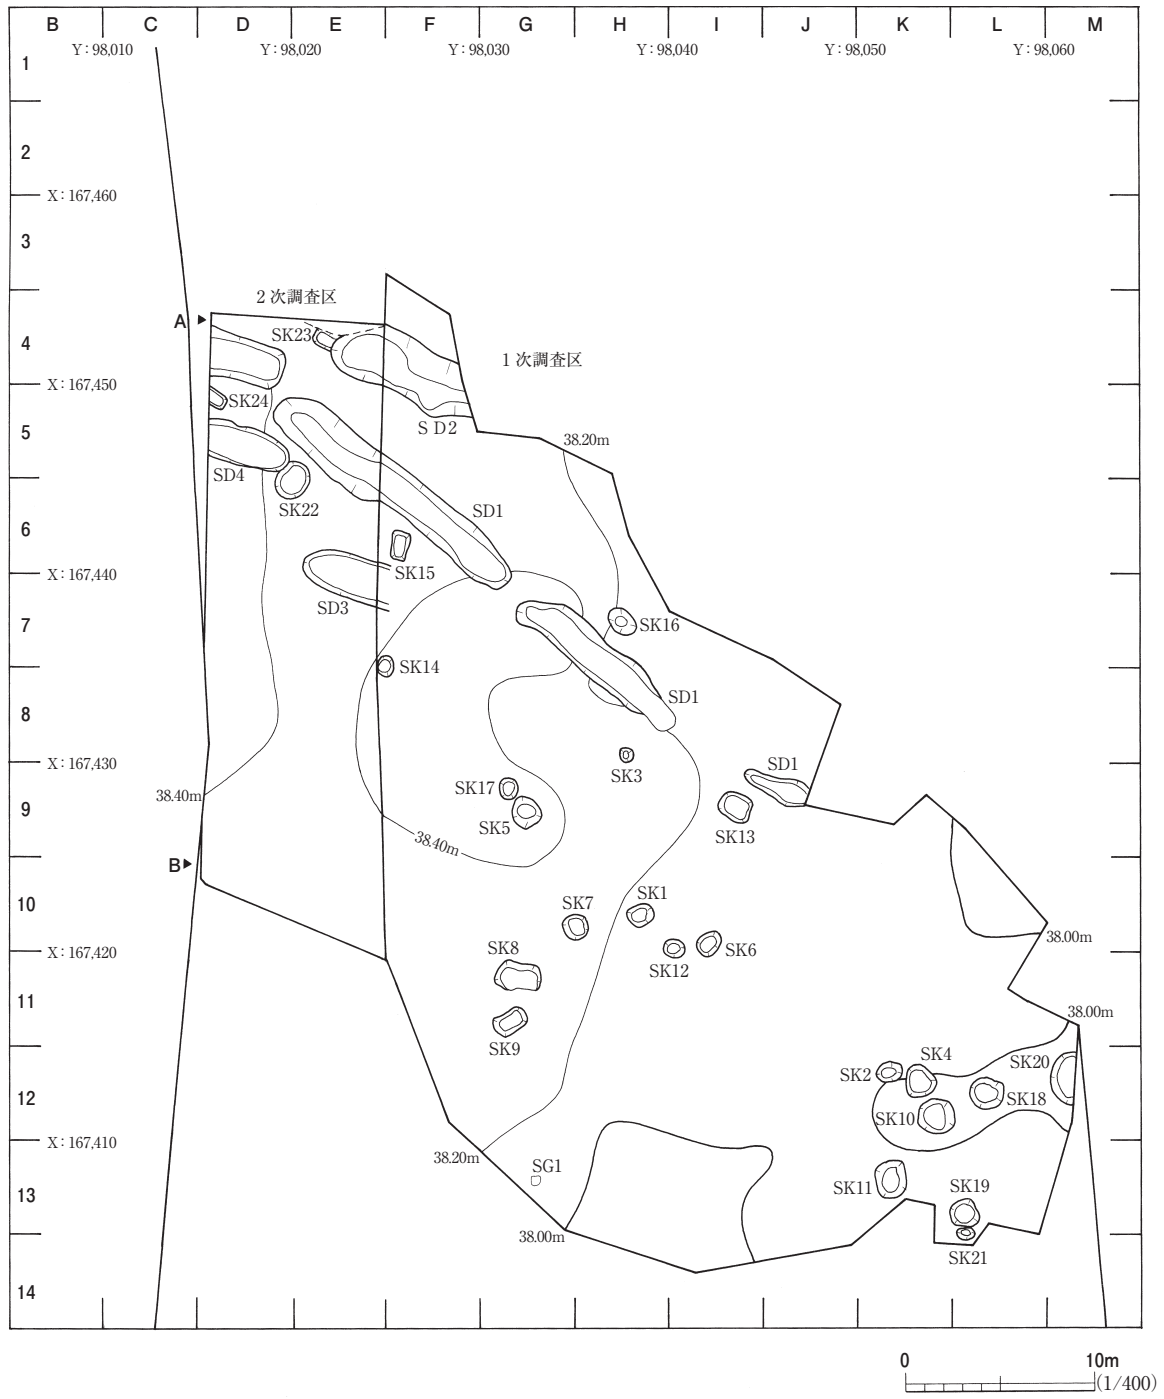 B C D E F G H I J K L M
Y : 98,010 Y : 98,020 Y : 98,030 Y : 98,040 Y : 98,050 Y : 98,060
1
2
X : 167,460
3
2 次調査区
A
SK23
4
1 次調査区
X : 167,450
SK24
5
S D2
38.20m
SD4
SK22
SD1
6
SK15
X : 167,440
SD3
7
SK16
SK14
SD1
8
X : 167,430
SK3
SD1
SK17
38.40m
9
SK5
SK13
38.40m
B
10
SK7
SK1
38.00m
X : 167,420
SK8
SK12
SK6
11
38.00m
SK9
SK4
SK20
SK2
12
SK18
SK10
X : 167,410
38.20m
SG1
13
SK11
SK19
38.00m
SK21
14
0 10m
(1/400)